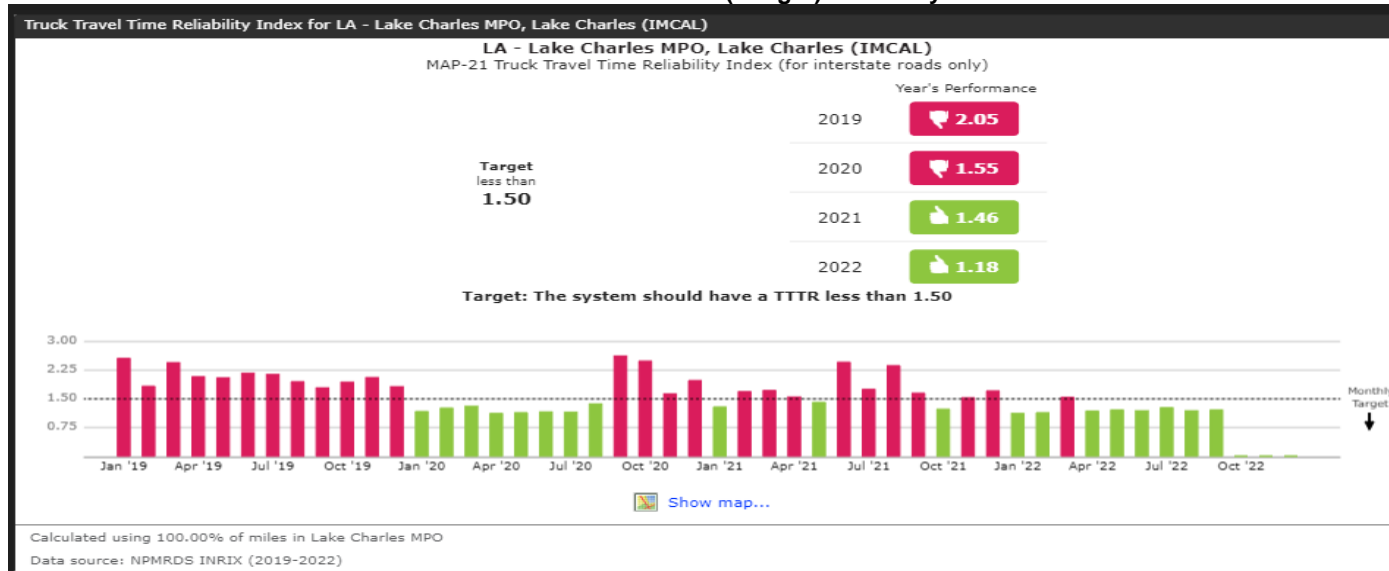 Truck Travel Time Reliability Index for LA - Lake Charles MPO, Lake Charles (IMCAL)
LA - Lake Charles MPO, Lake Charles (IMCAL)
MAP-21 Truck Travel Time Reliability Index (for interstate roads only)
Year's Performance
2019 2.05
Target
less than
1.50
2020 1.55
2021 1.46
2022 1.18
Target: The system should have a TTTR less than 1.50
3.00
2.25
1.50
0.75
Monthly
Target
Jan '19 Apr '19 Jul '19 Oct '19 Jan '20 Apr '20 Jul '20 Oct '20 Jan '21 Apr '21 Jul '21 Oct '21 Jan '22 Apr '22 Jul '22 Oct '22
Show map...
Calculated using 100.00% of miles in Lake Charles MPO
Data source: NPMRDS INRIX (2019-2022)